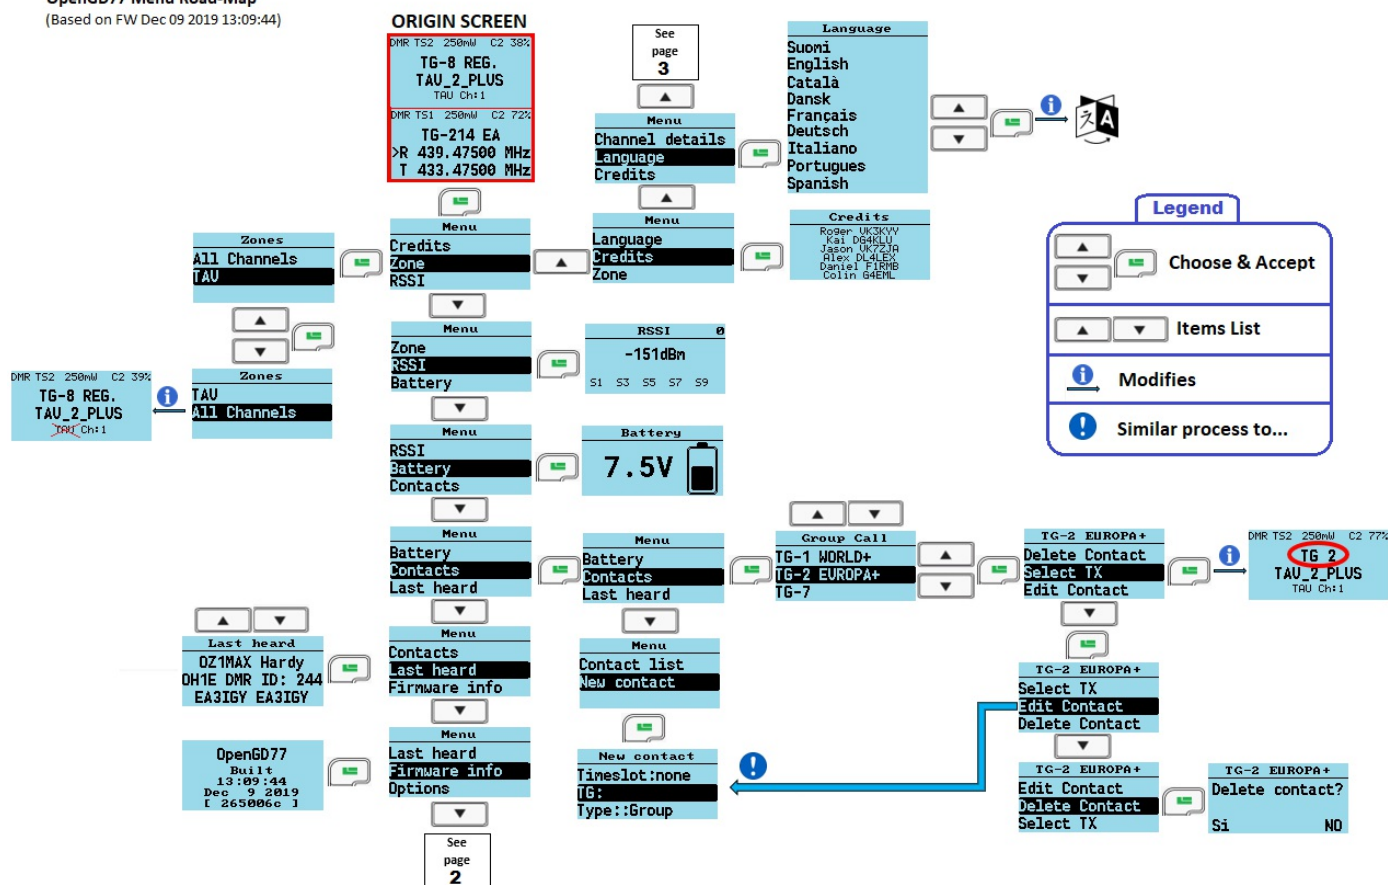 OpenGD77 Menu Road-Map
(Based on FW Dec 09 2019 13:09:44)
ORIGIN SCREEN
DMR TS2 250mW C2 38%
TG-8 REG.
TAU_2_PLUS
TAU Ch:1
DMR TS1 250mW C2 72%
TG-214 EA
>R 439.47500 MHz
T 433.47500 MHz
See
page
3
Menu
Channel details
Language
Credits
Language
Suomi
English
Català
Dansk
Français
Deutsch
Italiano
Portugues
Spanish
Zones
All Channels
TAU
Menu
Credits
Zone
RSSI
Menu
Language
Credits
Zone
Credits
Roger VK3KYY
Kai DG4KLU
Jason VK7ZJA
Alex DL4LEX
Daniel F1RMB
Colin G4EML
Legend
Choose & Accept
Items List
Modifies
Similar process to...
DMR TS2 250mW C2 39%
TG-8 REG.
TAU_2_PLUS
TAU Ch:1
Zones
TAU
All Channels
Menu
Zone
RSSI
Battery
RSSI 0
-151dBm
S1 S3 S5 S7 S9
Menu
RSSI
Battery
Contacts
Battery
7.5V
Menu
Battery
Contacts
Last heard
Menu
Battery
Contacts
Last heard
Group Call
TG-1 WORLD+
TG-2 EUROPA+
TG-7
TG-2 EUROPA+
Delete Contact
Select TX
Edit Contact
DMR TS2 250mW C2 77%
TG 2
TAU_2_PLUS
TAU Ch:1
Last heard
OZ1MAX Hardy
OH1E DMR ID: 244
EA3IGY EA3IGY
Menu
Contacts
Last heard
Firmware info
Menu
Contact list
New contact
TG-2 EUROPA+
Select TX
Edit Contact
Delete Contact
OpenGD77
Built
13:09:44
Dec 9 2019
[ 265006c ]
Menu
Last heard
Firmware info
Options
New contact
Timeslot:none
TG:
Type::Group
TG-2 EUROPA+
Edit Contact
Delete Contact
Select TX
TG-2 EUROPA+
Delete contact?
Si NO
See
page
2